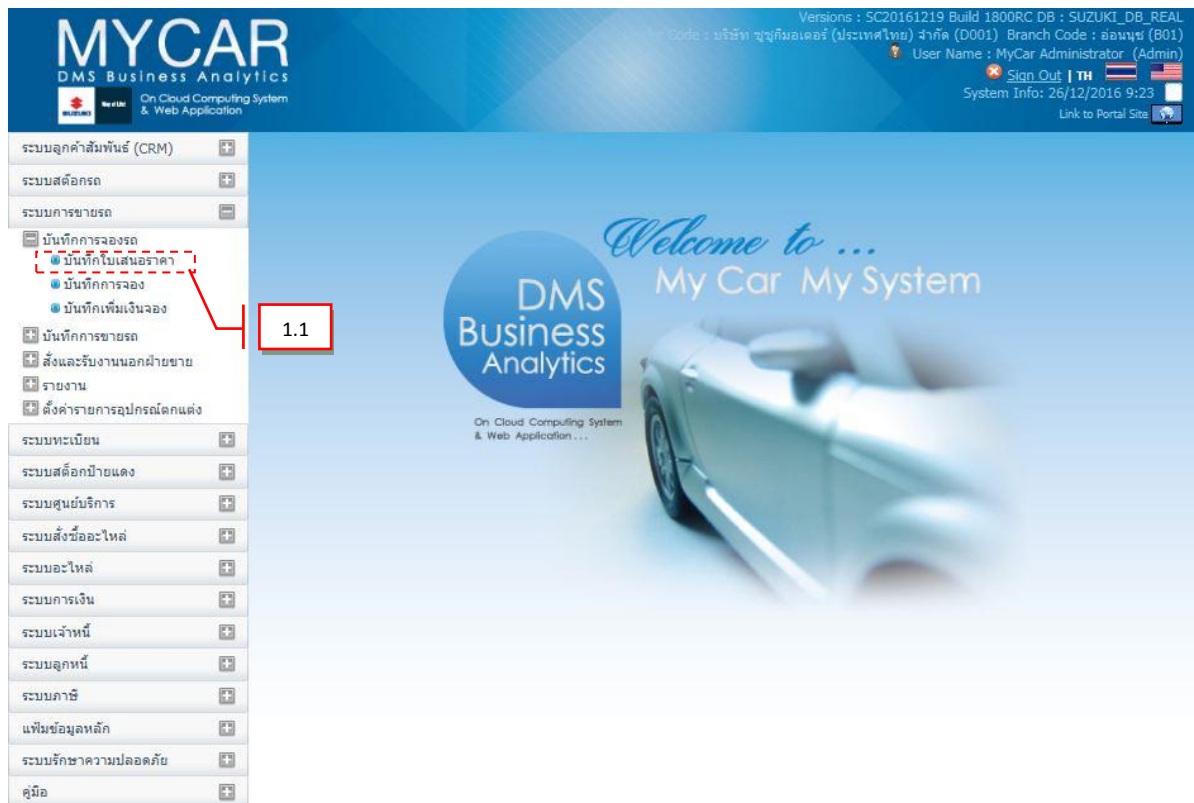 MYCAR
DMS Business Analytics
On Cloud Computing System
& Web Application
SUZUKI
Way of Life!
Versions : SC20161219 Build 1800RC DB : SUZUKI_DB_REAL
Code : บริษัท ซูซูกิมอเตอร์ (ประเทศไทย) จำกัด (D001) Branch Code : อ่อนนุช (B01)
User Name : MyCar Administrator (Admin)
Sign Out | TH
System Info: 26/12/2016 9:23
Link to Portal Site
ระบบลูกค้าสัมพันธ์ (CRM)
ระบบสต๊อกรถ
ระบบการขายรถ
บันทึกการจองรถ
บันทึกใบเสนอราคา
บันทึกการจอง
บันทึกเพิ่มเงินจอง
บันทึกการขายรถ
สั่งและรับงานนอกฝ่ายขาย
รายงาน
ตั้งค่ารายการอุปกรณ์ตกแต่ง
ระบบทะเบียน
ระบบสต็อกป้ายแดง
ระบบศูนย์บริการ
ระบบสั่งซื้ออะไหล่
ระบบอะไหล่
ระบบการเงิน
ระบบเจ้าหนี้
ระบบลูกหนี้
ระบบภาษี
แฟ้มข้อมูลหลัก
ระบบรักษาความปลอดภัย
คู่มือ
1.1
Welcome to ...
My Car My System
DMS
Business
Analytics
On Cloud Computing System
& Web Application ...